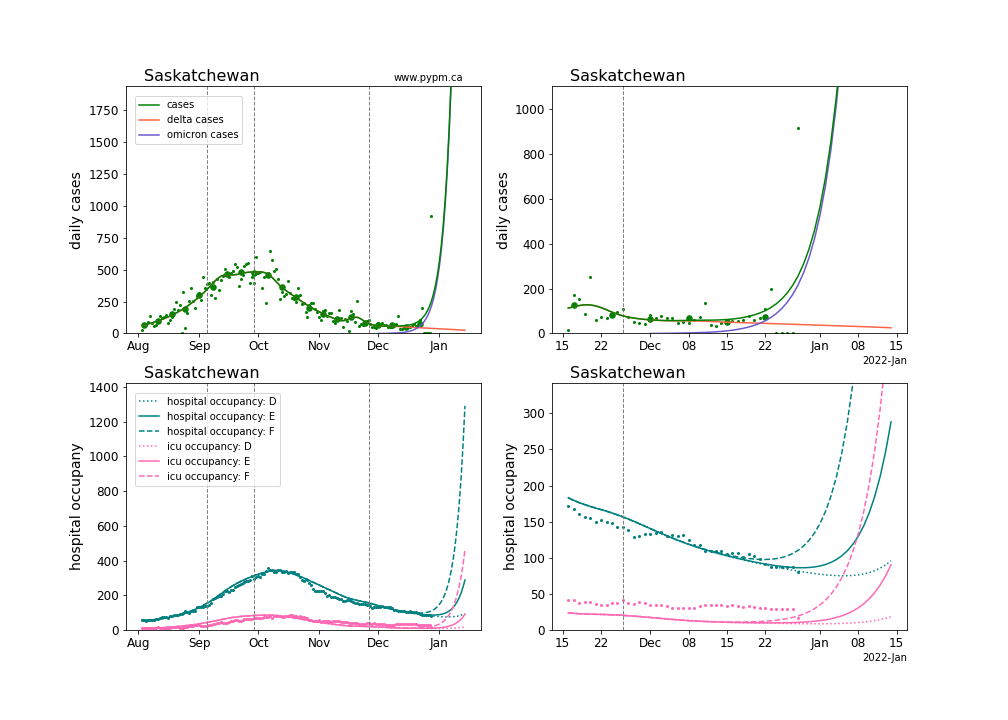 Saskatchewan
www.pypm.ca
daily cases
1750
1500
1250
1000
750
500
250
0
cases
delta cases
omicron cases
Aug Sep Oct Nov Dec Jan
Saskatchewan
daily cases
1000
800
600
400
200
0
15 22 Dec 08 15 22 Jan 08 15
2022-Jan
Saskatchewan
hospital occupany
1400
1200
1000
800
600
400
200
0
hospital occupancy: D
hospital occupancy: E
hospital occupancy: F
icu occupancy: D
icu occupancy: E
icu occupancy: F
Aug Sep Oct Nov Dec Jan
Saskatchewan
hospital occupany
300
250
200
150
100
50
0
15 22 Dec 08 15 22 Jan 08 15
2022-Jan